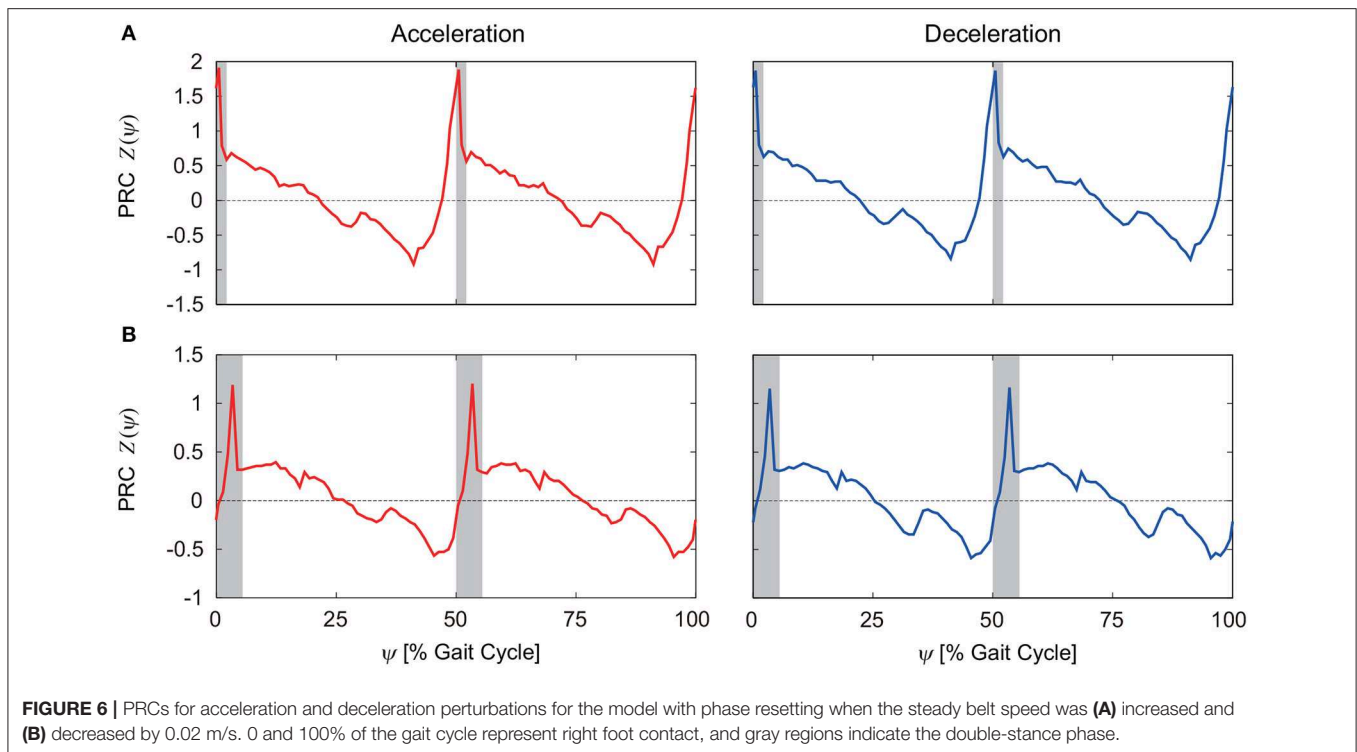 A
Acceleration
Deceleration
PRC Z(ψ)
2
1.5
1
0.5
0
-0.5
-1
-1.5
B
PRC Z(ψ)
1.5
1
0.5
0
-0.5
-1
0 25 50 75 100
0 25 50 75 100
ψ [% Gait Cycle]
ψ [% Gait Cycle]
FIGURE 6 | PRCs for acceleration and deceleration perturbations for the model with phase resetting when the steady belt speed was (A) increased and
(B) decreased by 0.02 m/s. 0 and 100% of the gait cycle represent right foot contact, and gray regions indicate the double-stance phase.